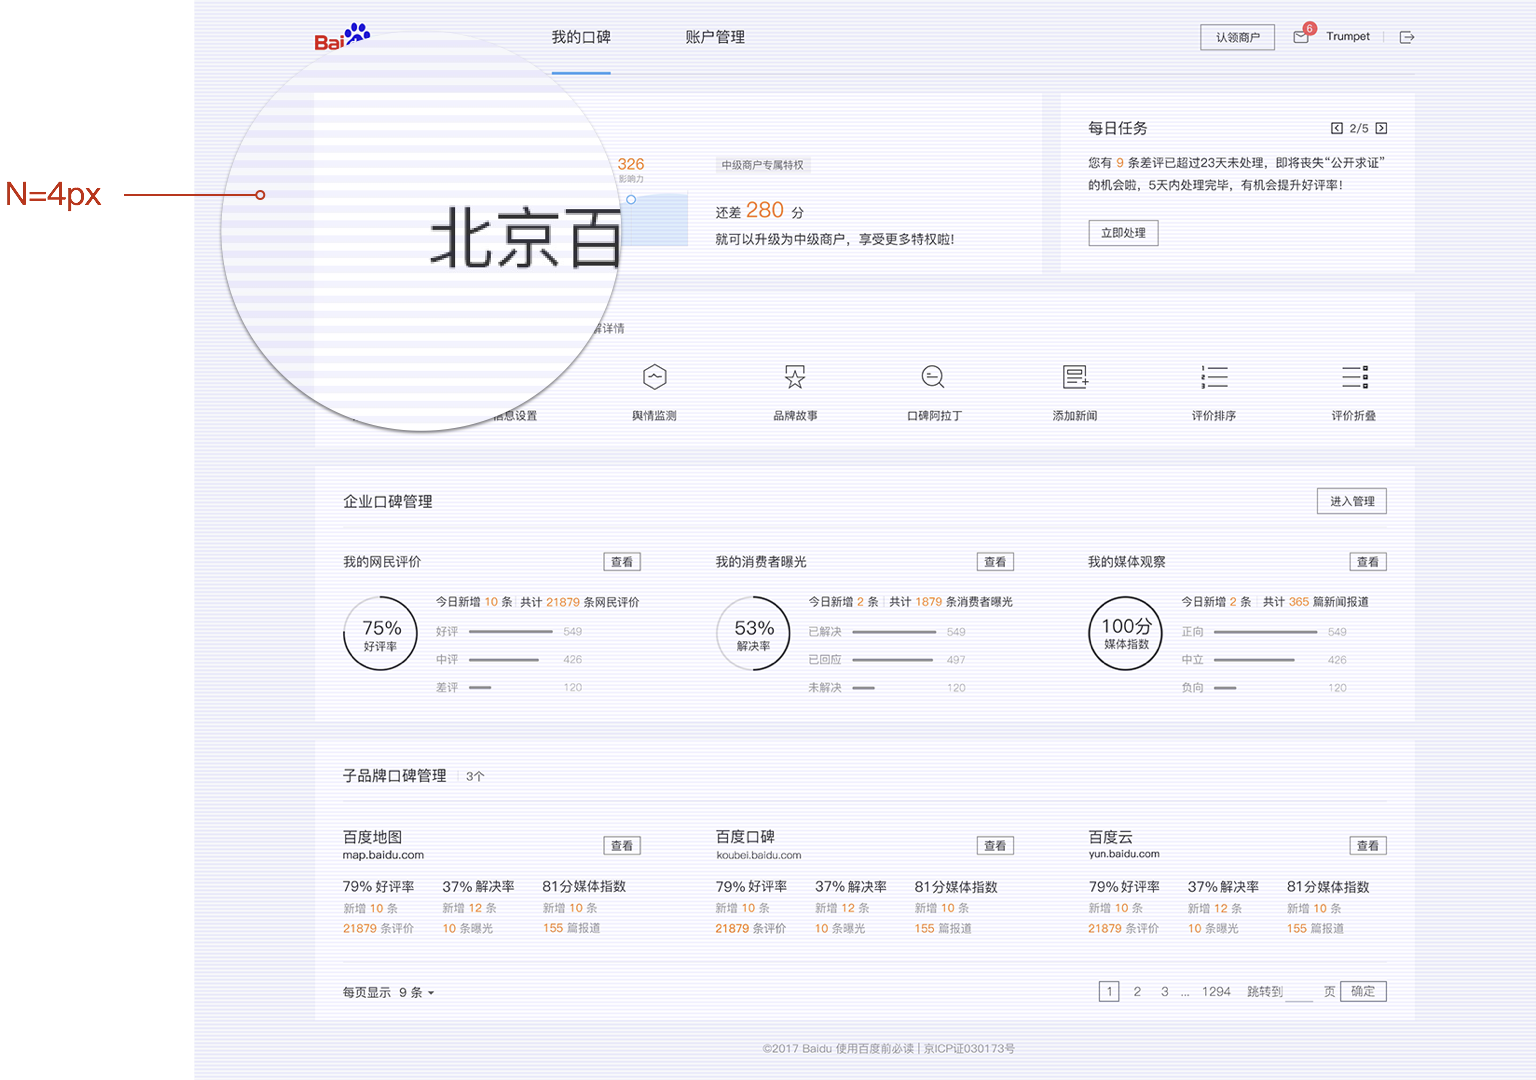 Bai
我的口碑
账户管理
认领商户
6
Trumpet
N=4px
北京百
326
影响力
中级商户专属特权
还差 280 分
就可以升级为中级商户，享受更多特权啦！
每日任务
2/5
您有 9 条差评已超过23天未处理，即将丧失“公开求证”
的机会啦，5天内处理完毕，有机会提升好评率！
立即处理
解详情
信息设置
舆情监测
品牌故事
口碑阿拉丁
添加新闻
评价排序
评价折叠
企业口碑管理
进入管理
我的网民评价
查看
75%
好评率
今日新增 10 条 共计 21879 条网民评价
好评 549
中评 426
差评 120
我的消费者曝光
查看
53%
解决率
今日新增 2 条 共计 1879 条消费者曝光
已解决 549
已回应 497
未解决 120
我的媒体观察
查看
100分
媒体指数
今日新增 2 条 共计 365 篇新闻报道
正向 549
中立 426
负向 120
子品牌口碑管理 3个
百度地图
map.baidu.com
查看
79% 好评率 37% 解决率 81分媒体指数
新增 10 条 新增 12 条 新增 10 条
21879 条评价 10 条曝光 155 篇报道
百度口碑
koubei.baidu.com
查看
79% 好评率 37% 解决率 81分媒体指数
新增 10 条 新增 12 条 新增 10 条
21879 条评价 10 条曝光 155 篇报道
百度云
yun.baidu.com
查看
79% 好评率 37% 解决率 81分媒体指数
新增 10 条 新增 12 条 新增 10 条
21879 条评价 10 条曝光 155 篇报道
每页显示 9 条
1 2 3 ... 1294 跳转到 页 确定
©2017 Baidu 使用百度前必读 | 京ICP证030173号